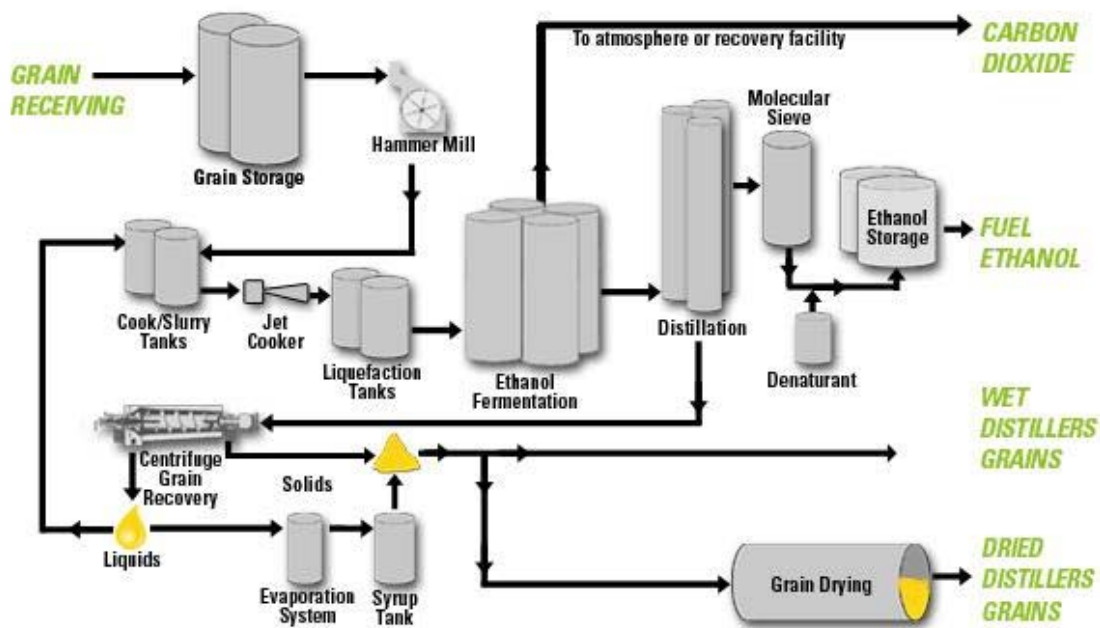 To atmosphere or recovery facility
CARBON
DIOXIDE
GRAIN
RECEIVING
Grain Storage
Hammer Mill
Molecular
Sieve
Ethanol
Storage
FUEL
ETHANOL
Cook/Slurry
Tanks
Jet
Cooker
Liquefaction
Tanks
Ethanol
Fermentation
Distillation
Denaturant
WET
DISTILLERS
GRAINS
Centrifuge
Grain
Recovery
Solids
Liquids
Evaporation
System
Syrup
Tank
Grain Drying
DRIED
DISTILLERS
GRAINS